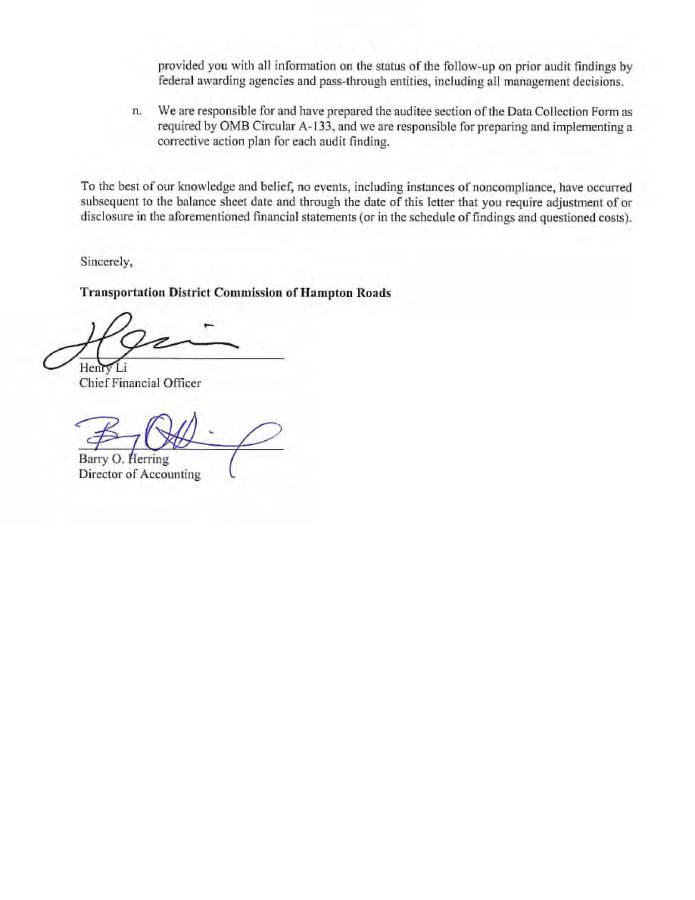 provided you with all information on the status of the follow-up on prior audit findings by
federal awarding agencies and pass-through entities, including all management decisions.
n. We are responsible for and have prepared the auditee section of the Data Collection Form as
required by OMB Circular A-133, and we are responsible for preparing and implementing a
corrective action plan for each audit finding.
To the best of our knowledge and belief, no events, including instances of noncompliance, have occurred
subsequent to the balance sheet date and through the date of this letter that you require adjustment of or
disclosure in the aforementioned financial statements (or in the schedule of findings and questioned costs).
Sincerely,
Transportation District Commission of Hampton Roads
Henry Li
Chief Financial Officer
Barry O. Herring
Director of Accounting